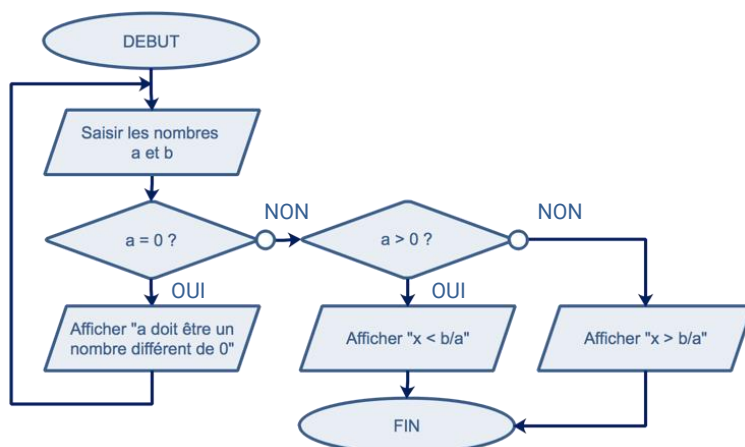 DEBUT
Saisir les nombres
a et b
a = 0 ?
NON
a > 0 ?
NON
OUI
OUI
Afficher "a doit être un
nombre différent de 0"
Afficher "x < b/a"
Afficher "x > b/a"
FIN